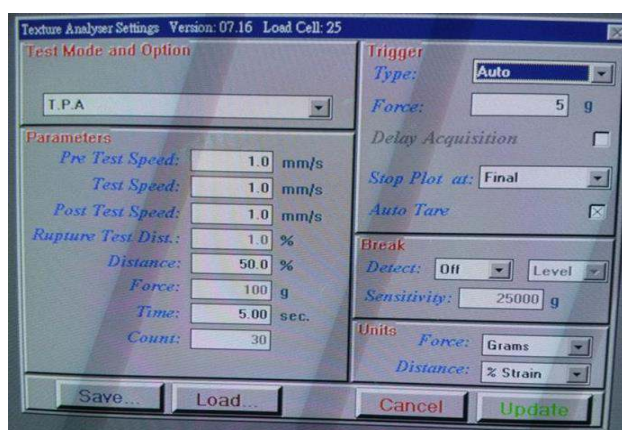 Texture Analyser Settings Version: 07.16 Load Cell: 25
Test Mode and Option
T.P.A
Parameters
Pre Test Speed: 1.0 mm/s
Test Speed: 1.0 mm/s
Post Test Speed: 1.0 mm/s
Rupture Test Dist.: 1.0 %
Distance: 50.0 %
Force: 100 g
Time: 5.00 sec.
Count: 30
Save... Load...
Trigger
Type: Auto
Force: 5 g
Delay Acquisition
Stop Plot at: Final
Auto Tare
Break
Detect: Off Level
Sensitivity: 25000 g
Units
Force: Grams
Distance: % Strain
Cancel Update